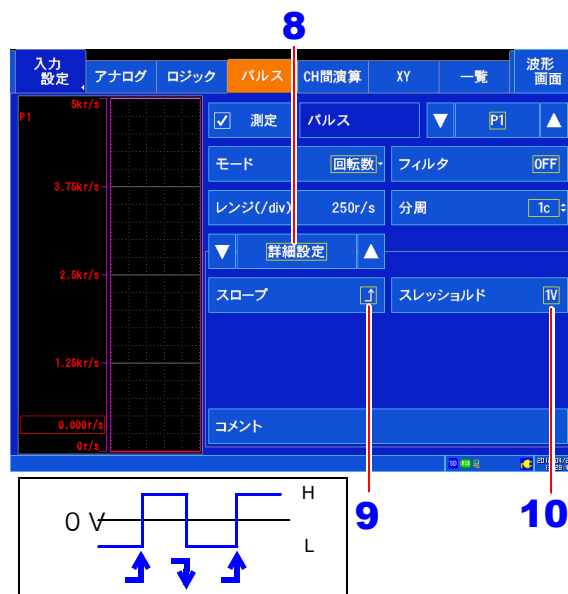 8
入力設定
アナログ
ロジック
パルス
CH間演算
XY
一覧
波形画面
P1
5kr/s
3.75kr/s
2.5kr/s
1.25kr/s
0.000r/s
0r/s
測定
パルス
P1
モード 回転数
フィルタ OFF
レンジ(/div) 250r/s
分周 1c
詳細設定
スロープ
スレッショルド 1V
コメント
SD
USB
9
10
0 V
H
L